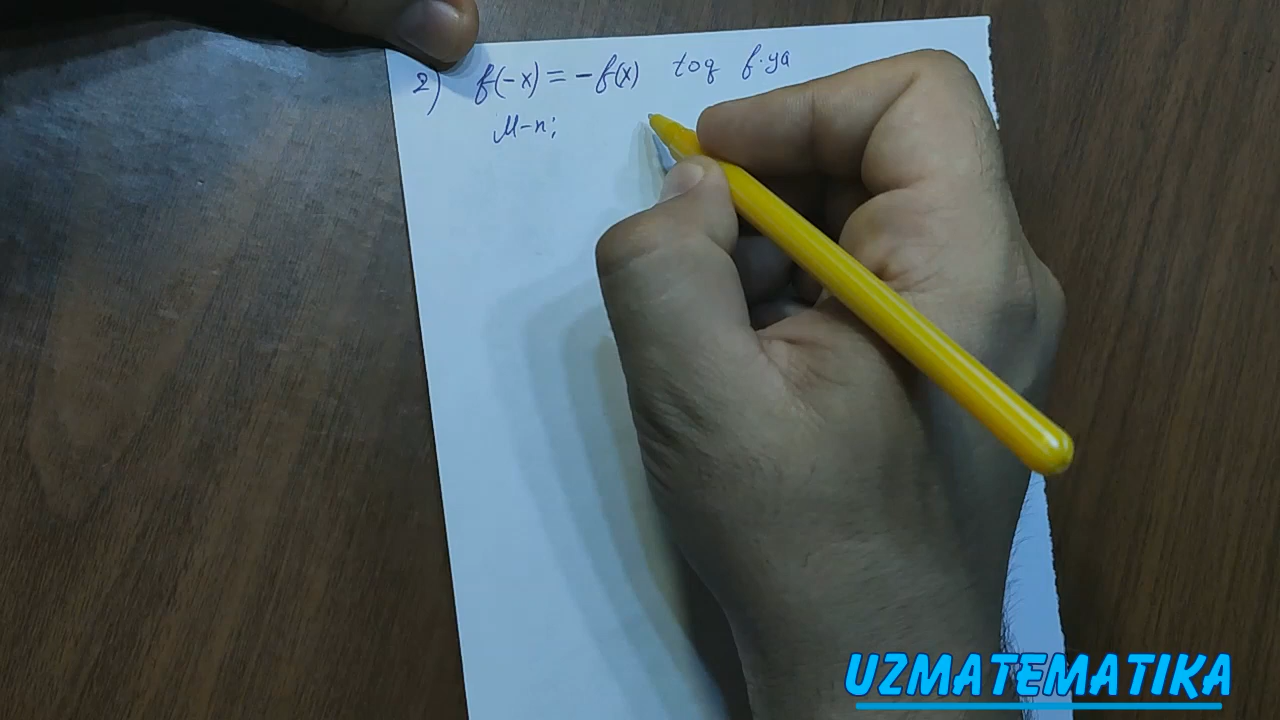 2) f(-x) = -f(x) toq f.ya
M-n:
UZMATEMATIKA